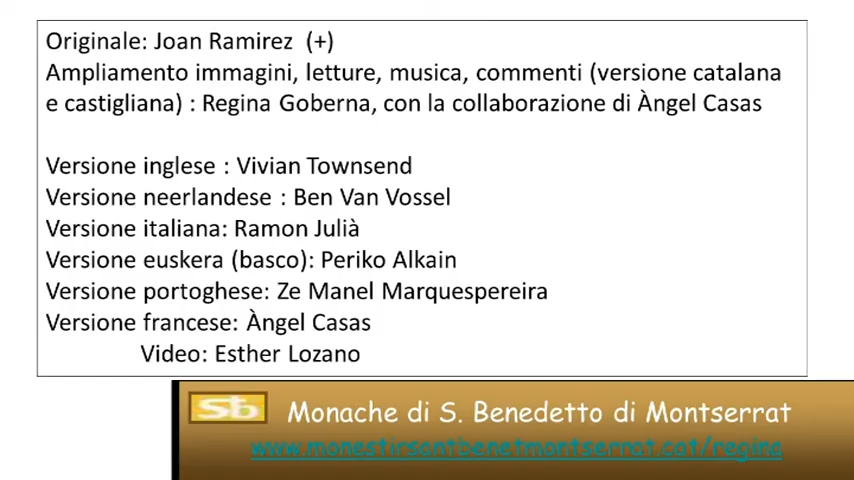 Originale: Joan Ramirez (+)
Ampliamento immagini, letture, musica, commenti (versione catalana
e castigliana) : Regina Goberna, con la collaborazione di Àngel Casas
Versione inglese : Vivian Townsend
Versione neerlandese : Ben Van Vossel
Versione italiana: Ramon Julià
Versione euskera (basco): Periko Alkain
Versione portoghese: Ze Manel Marquespereira
Versione francese: Àngel Casas
Video: Esther Lozano
Sb Monache di S. Benedetto di Montserrat
www.monestirsantbenetmontserrat.cat/regina